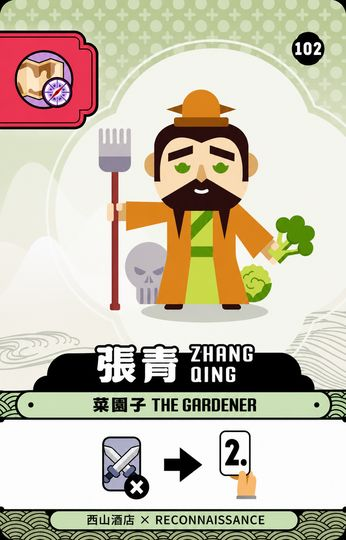 102
張青 ZHANG QING
菜園子 THE GARDENER
2.
西山酒店 × RECONNAISSANCE